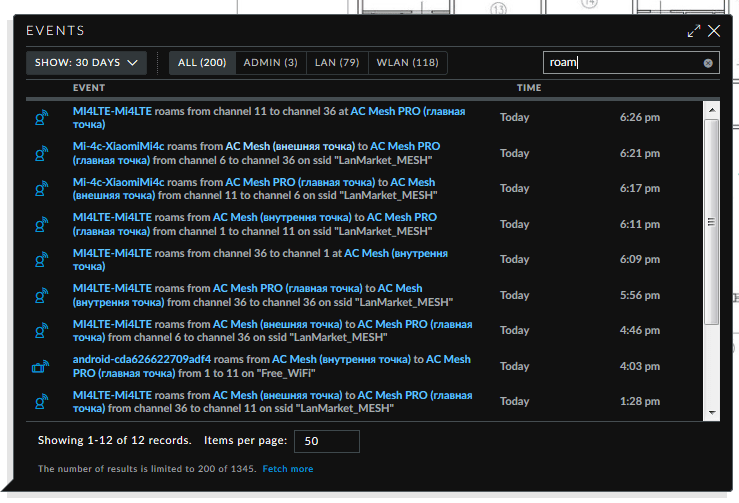 13
14
EVENTS
SHOW: 30 DAYS
ALL (200) ADMIN (3) LAN (79) WLAN (118)
roam
EVENT TIME
MI4LTE-Mi4LTE roams from channel 11 to channel 36 at AC Mesh PRO (главная
точка)
Today 6:26 pm
Mi-4c-XiaomiMi4c roams from AC Mesh (внешняя точка) to AC Mesh PRO
(главная точка) from channel 6 to channel 36 on ssid "LanMarket_MESH"
Today 6:21 pm
Mi-4c-XiaomiMi4c roams from AC Mesh PRO (главная точка) to AC Mesh
(внешняя точка) from channel 11 to channel 6 on ssid "LanMarket_MESH"
Today 6:17 pm
MI4LTE-Mi4LTE roams from AC Mesh (внутрення точка) to AC Mesh PRO
(главная точка) from channel 1 to channel 11 on ssid "LanMarket_MESH"
Today 6:11 pm
MI4LTE-Mi4LTE roams from channel 36 to channel 1 at AC Mesh (внутрення
точка)
Today 6:09 pm
MI4LTE-Mi4LTE roams from AC Mesh PRO (главная точка) to AC Mesh
(внутрення точка) from channel 36 to channel 36 on ssid "LanMarket_MESH"
Today 5:56 pm
MI4LTE-Mi4LTE roams from AC Mesh (внешняя точка) to AC Mesh PRO (главная
точка) from channel 6 to channel 36 on ssid "LanMarket_MESH"
Today 4:46 pm
android-cda626622709adf4 roams from AC Mesh (внутрення точка) to AC Mesh
PRO (главная точка) from 1 to 11 on "Free_WiFi"
Today 4:03 pm
MI4LTE-Mi4LTE roams from AC Mesh (внешняя точка) to AC Mesh PRO (главная
точка) from channel 36 to channel 11 on ssid "LanMarket_MESH"
Today 1:28 pm
Showing 1-12 of 12 records. Items per page: 50
The number of results is limited to 200 of 1345. Fetch more